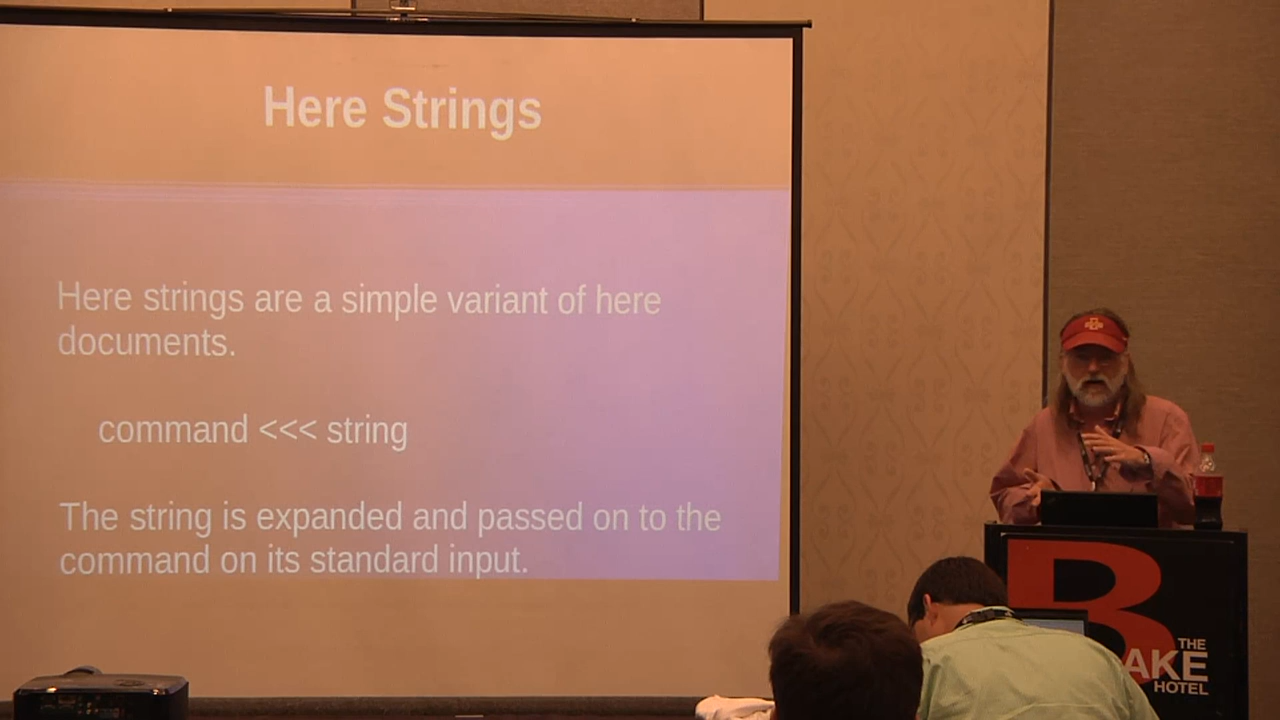 Here Strings
Here strings are a simple variant of here
documents.
command <<< string
The string is expanded and passed on to the
command on its standard input.
B
THE
AKE
HOTEL